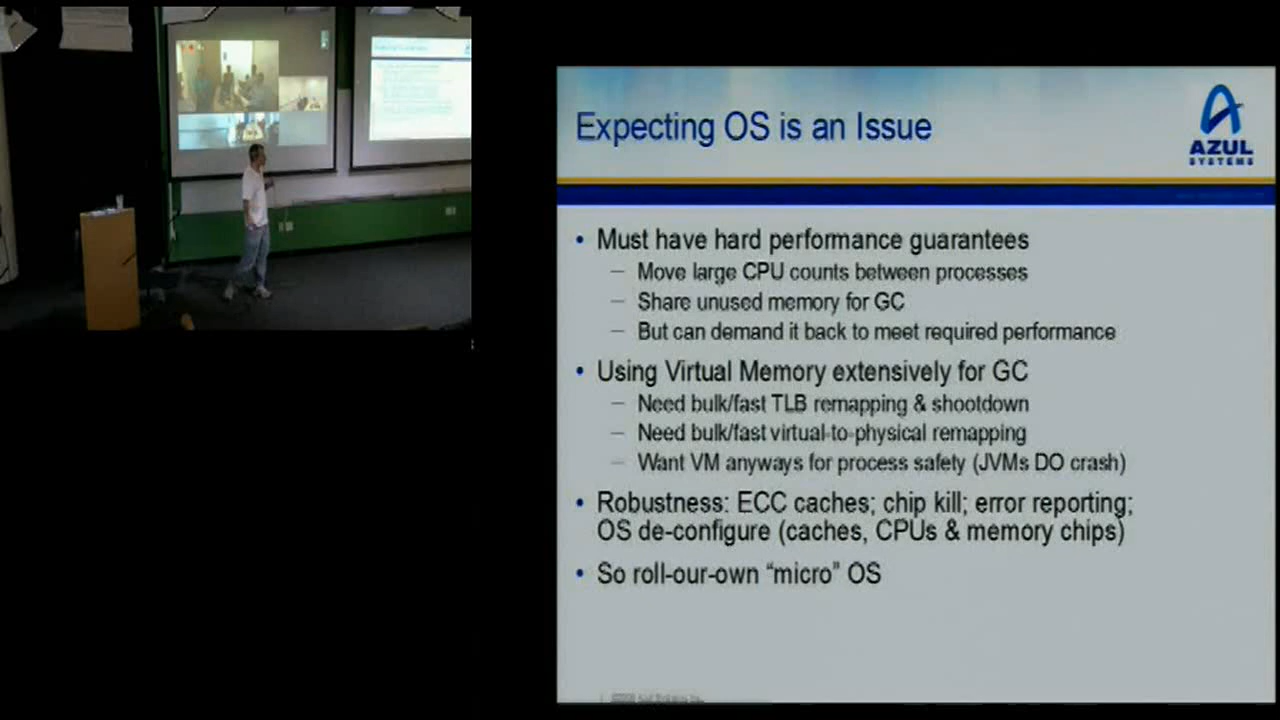 Expecting OS is an Issue
AZUL
SYSTEMS
• Must have hard performance guarantees
– Move large CPU counts between processes
– Share unused memory for GC
– But can demand it back to meet required performance
• Using Virtual Memory extensively for GC
– Need bulk/fast TLB remapping & shootdown
– Need bulk/fast virtual-to-physical remapping
– Want VM anyways for process safety (JVMs DO crash)
• Robustness: ECC caches; chip kill; error reporting;
OS de-configure (caches, CPUs & memory chips)
• So roll-our-own “micro” OS